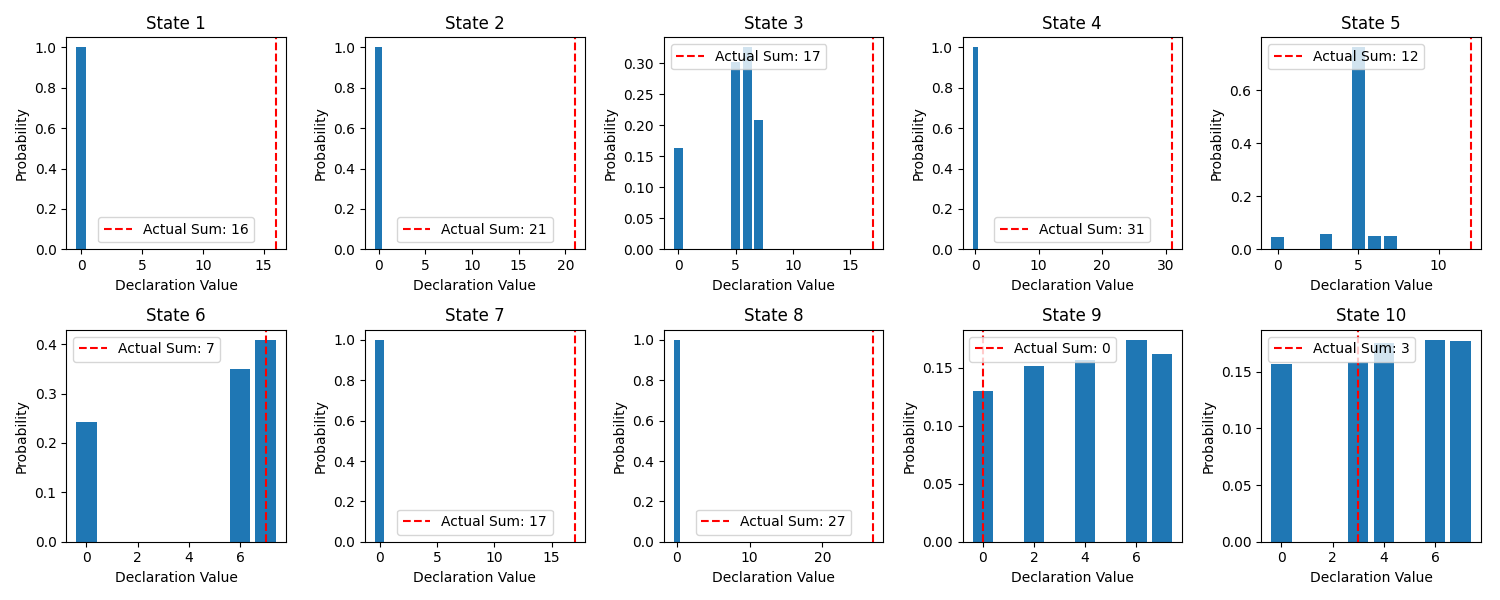 State 1
State 2
State 3
State 4
State 5
Probability
1.0
0.8
0.6
0.4
0.2
0.0
Actual Sum: 16
0 5 10 15
Declaration Value
Probability
1.0
0.8
0.6
0.4
0.2
0.0
Actual Sum: 21
0 5 10 15 20
Declaration Value
Probability
0.30
0.25
0.20
0.15
0.10
0.05
0.00
Actual Sum: 17
0 5 10 15
Declaration Value
Probability
1.0
0.8
0.6
0.4
0.2
0.0
Actual Sum: 31
0 10 20 30
Declaration Value
Probability
0.6
0.4
0.2
0.0
Actual Sum: 12
0 5 10
Declaration Value
State 6
State 7
State 8
State 9
State 10
Probability
0.4
0.3
0.2
0.1
0.0
Actual Sum: 7
0 2 4 6
Declaration Value
Probability
1.0
0.8
0.6
0.4
0.2
0.0
Actual Sum: 17
0 5 10 15
Declaration Value
Probability
1.0
0.8
0.6
0.4
0.2
0.0
Actual Sum: 27
0 10 20
Declaration Value
Probability
0.15
0.10
0.05
0.00
Actual Sum: 0
0 2 4 6
Declaration Value
Probability
0.15
0.10
0.05
0.00
Actual Sum: 3
0 2 4 6
Declaration Value